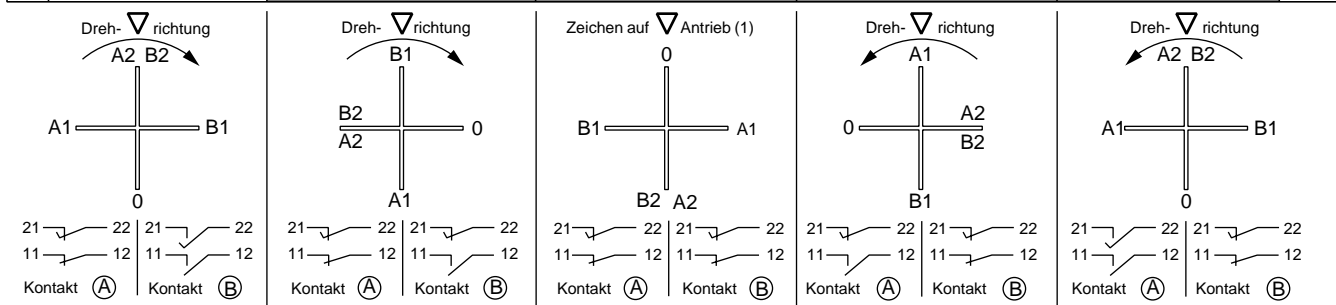 Dreh- richtung
A2 B2
A1 B1
0
21 22 21 22
11 12 11 12
Kontakt A Kontakt B
Dreh- richtung
B1
B2 0
A2
A1
21 22 21 22
11 12 11 12
Kontakt A Kontakt B
Zeichen auf Antrieb (1)
0
B1 A1
B2 A2
21 22 21 22
11 12 11 12
Kontakt A Kontakt B
Dreh- richtung
A1
0 A2
B2
B1
21 22 21 22
11 12 11 12
Kontakt A Kontakt B
Dreh- richtung
A2 B2
A1 B1
0
21 22 21 22
11 12 11 12
Kontakt A Kontakt B